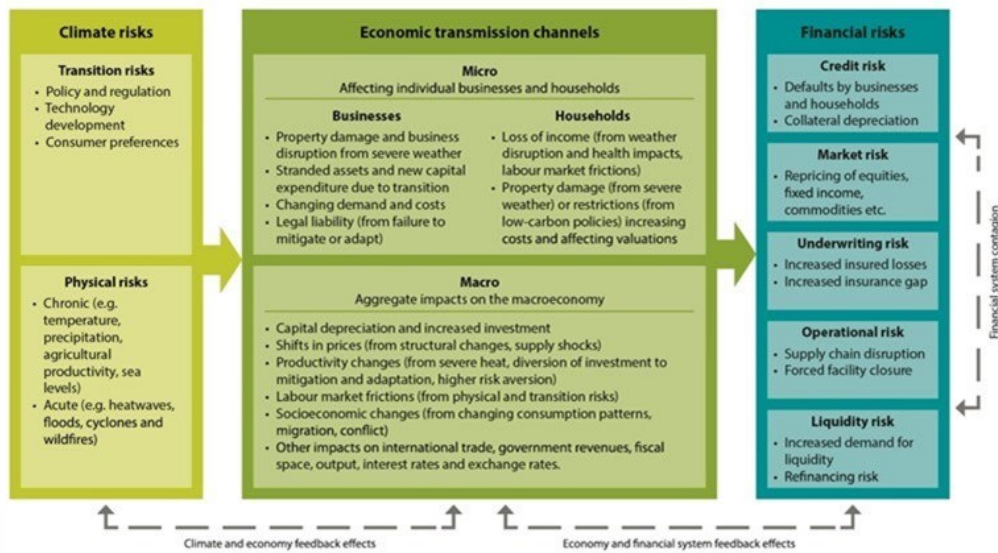 Climate risks
Transition risks
• Policy and regulation
• Technology
development
• Consumer preferences
Physical risks
• Chronic (e.g.
temperature,
precipitation,
agricultural
productivity, sea
levels)
• Acute (e.g. heatwaves,
floods, cyclones and
wildfires)
Economic transmission channels
Micro
Affecting individual businesses and households
Businesses
• Property damage and business
disruption from severe weather
• Stranded assets and new capital
expenditure due to transition
• Changing demand and costs
• Legal liability (from failure to
mitigate or adapt)
Households
• Loss of income (from weather
disruption and health impacts,
labour market frictions)
• Property damage (from severe
weather) or restrictions (from
low-carbon policies) increasing
costs and affecting valuations
Macro
Aggregate impacts on the macroeconomy
• Capital depreciation and increased investment
• Shifts in prices (from structural changes, supply shocks)
• Productivity changes (from severe heat, diversion of investment to
mitigation and adaptation, higher risk aversion)
• Labour market frictions (from physical and transition risks)
• Socioeconomic changes (from changing consumption patterns,
migration, conflict)
• Other impacts on international trade, government revenues, fiscal
space, output, interest rates and exchange rates.
Financial risks
Credit risk
• Defaults by businesses
and households
• Collateral depreciation
Market risk
• Repricing of equities,
fixed income,
commodities etc.
Underwriting risk
• Increased insured losses
• Increased insurance gap
Operational risk
• Supply chain disruption
• Forced facility closure
Liquidity risk
• Increased demand for
liquidity
• Refinancing risk
Financial system contagion
Climate and economy feedback effects
Economy and financial system feedback effects